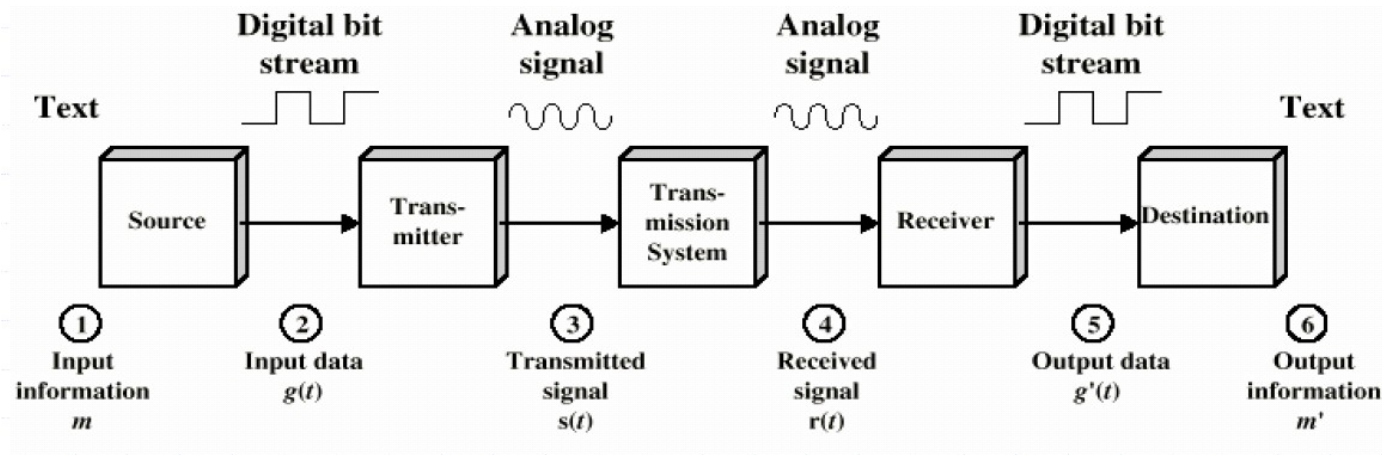 Digital bit
stream
Analog
signal
Analog
signal
Digital bit
stream
Text
Text
Source
Trans-
mitter
Trans-
mission
System
Receiver
Destination
1
Input
information
m
2
Input data
g(t)
3
Transmitted
signal
s(t)
4
Received
signal
r(t)
5
Output data
g'(t)
6
Output
information
m'